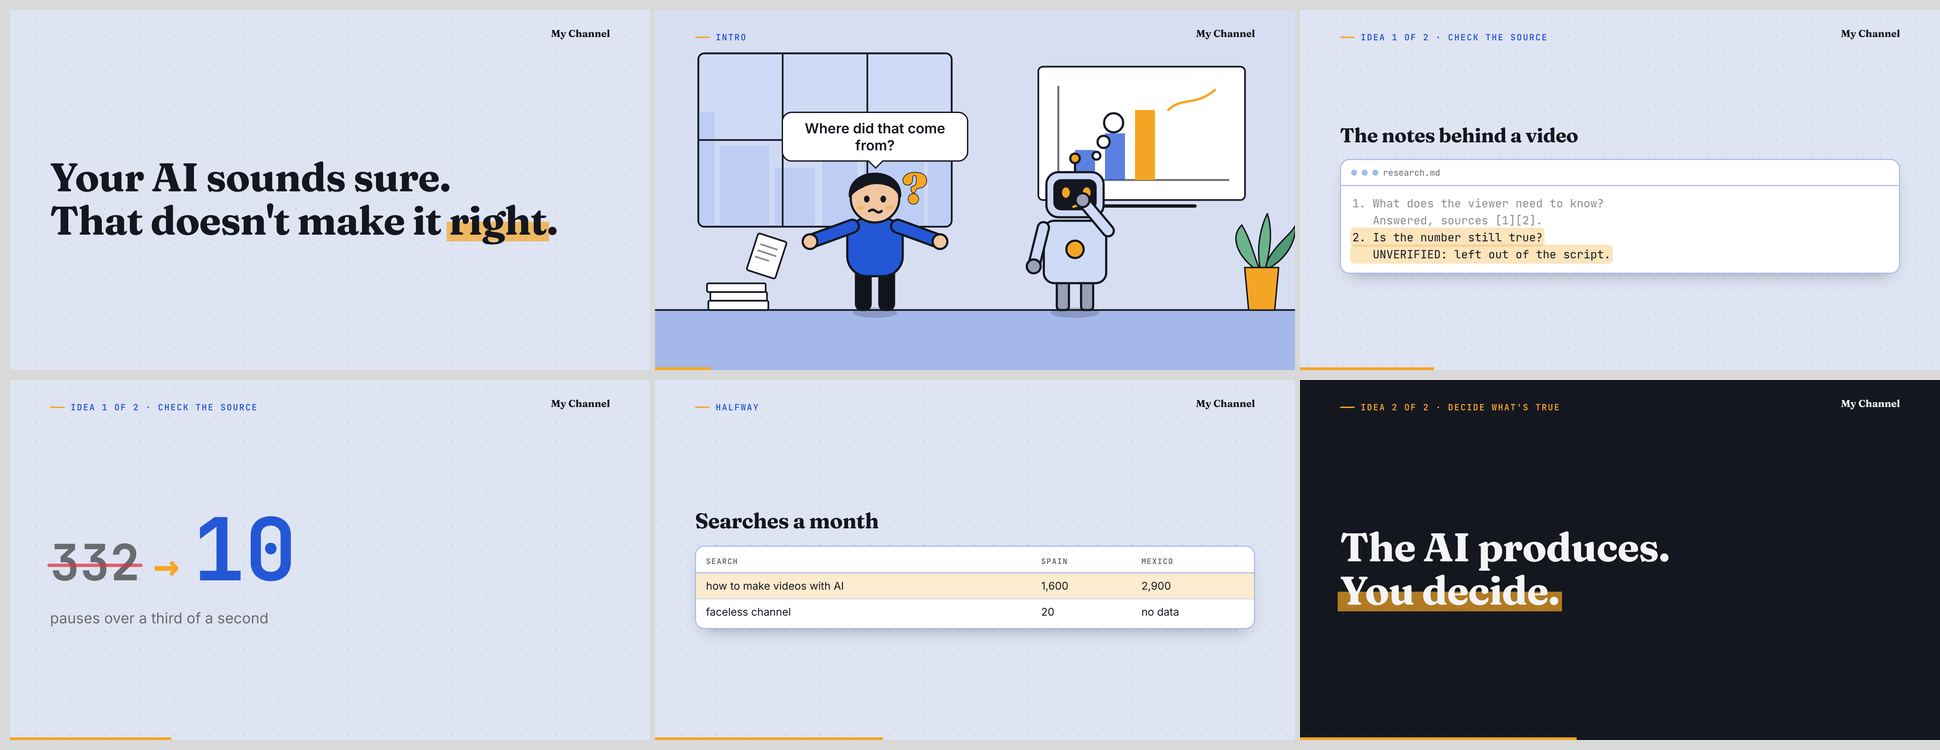 My Channel
Your AI sounds sure.
That doesn't make it right.
INTRO
My Channel
Where did that come
from?
?
IDEA 1 OF 2 · CHECK THE SOURCE
My Channel
The notes behind a video
research.md
1. What does the viewer need to know?
Answered, sources [1][2].
2. Is the number still true?
UNVERIFIED: left out of the script.
IDEA 1 OF 2 · CHECK THE SOURCE
My Channel
332 → 10
pauses over a third of a second
HALFWAY
My Channel
Searches a month
SEARCH SPAIN MEXICO
how to make videos with AI 1,600 2,900
faceless channel 20 no data
IDEA 2 OF 2 · DECIDE WHAT'S TRUE
My Channel
The AI produces.
You decide.